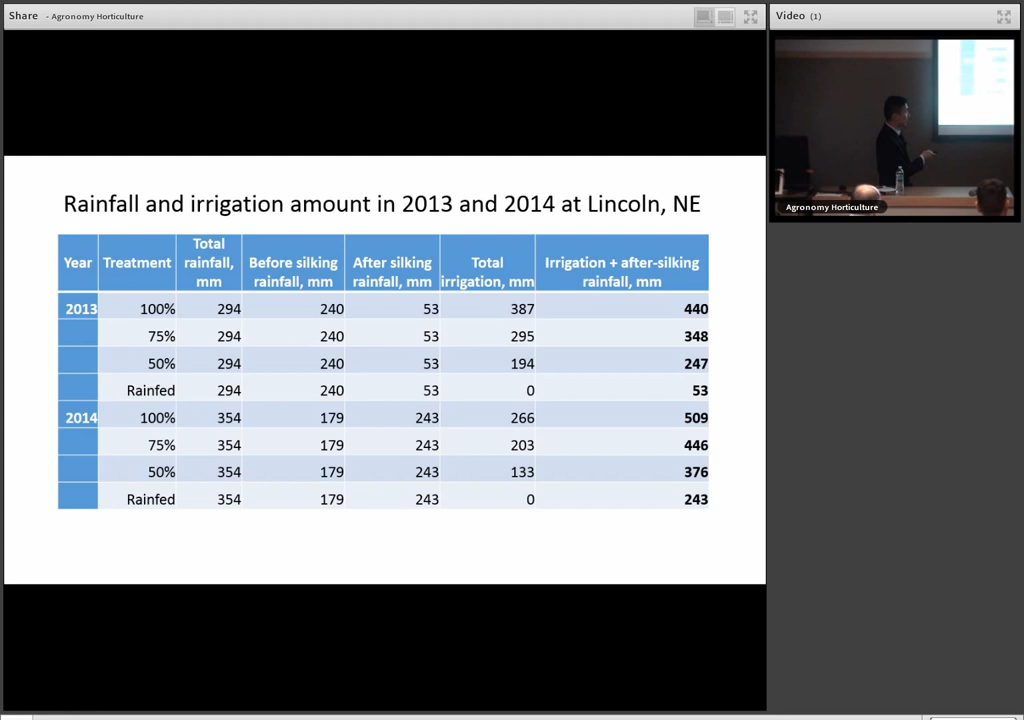 Share - Agronomy Horticulture
Video (1)
Agronomy Horticulture
Rainfall and irrigation amount in 2013 and 2014 at Lincoln, NE
Year Treatment Total rainfall, mm Before silking rainfall, mm After silking rainfall, mm Total irrigation, mm Irrigation + after-silking rainfall, mm
2013 100% 294 240 53 387 440
75% 294 240 53 295 348
50% 294 240 53 194 247
Rainfed 294 240 53 0 53
2014 100% 354 179 243 266 509
75% 354 179 243 203 446
50% 354 179 243 133 376
Rainfed 354 179 243 0 243